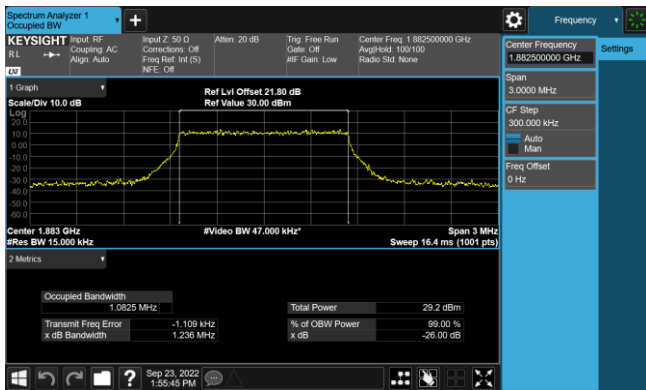 Spectrum Analyzer 1
Occupied BW
Frequency
KEYSIGHT
RL
LXI
Input: RF
Coupling: AC
Align: Auto
Input Z: 50 Ω
Corrections: Off
Freq Ref: Int (S)
NFE: Off
Atten: 20 dB
Trig: Free Run
Gate: Off
#IF Gain: Low
Center Freq: 1.882500000 GHz
Avg|Hold: 100/100
Radio Std: None
Center Frequency
1.882500000 GHz
Settings
Span
3.0000 MHz
CF Step
300.000 kHz
Auto
Man
Freq Offset
0 Hz
1 Graph
Scale/Div 10.0 dB
Ref Lvl Offset 21.80 dB
Ref Value 30.00 dBm
Log
20.0
10.0
0.00
-10.0
-20.0
-30.0
-40.0
-50.0
-60.0
Center 1.883 GHz
#Res BW 15.000 kHz
#Video BW 47.000 kHz*
Span 3 MHz
Sweep 16.4 ms (1001 pts)
2 Metrics
Occupied Bandwidth
1.0825 MHz
Total Power 29.2 dBm
Transmit Freq Error -1.109 kHz
% of OBW Power 99.00 %
x dB Bandwidth 1.236 MHz
x dB -26.00 dB
?
Sep 23, 2022
1:55:45 PM